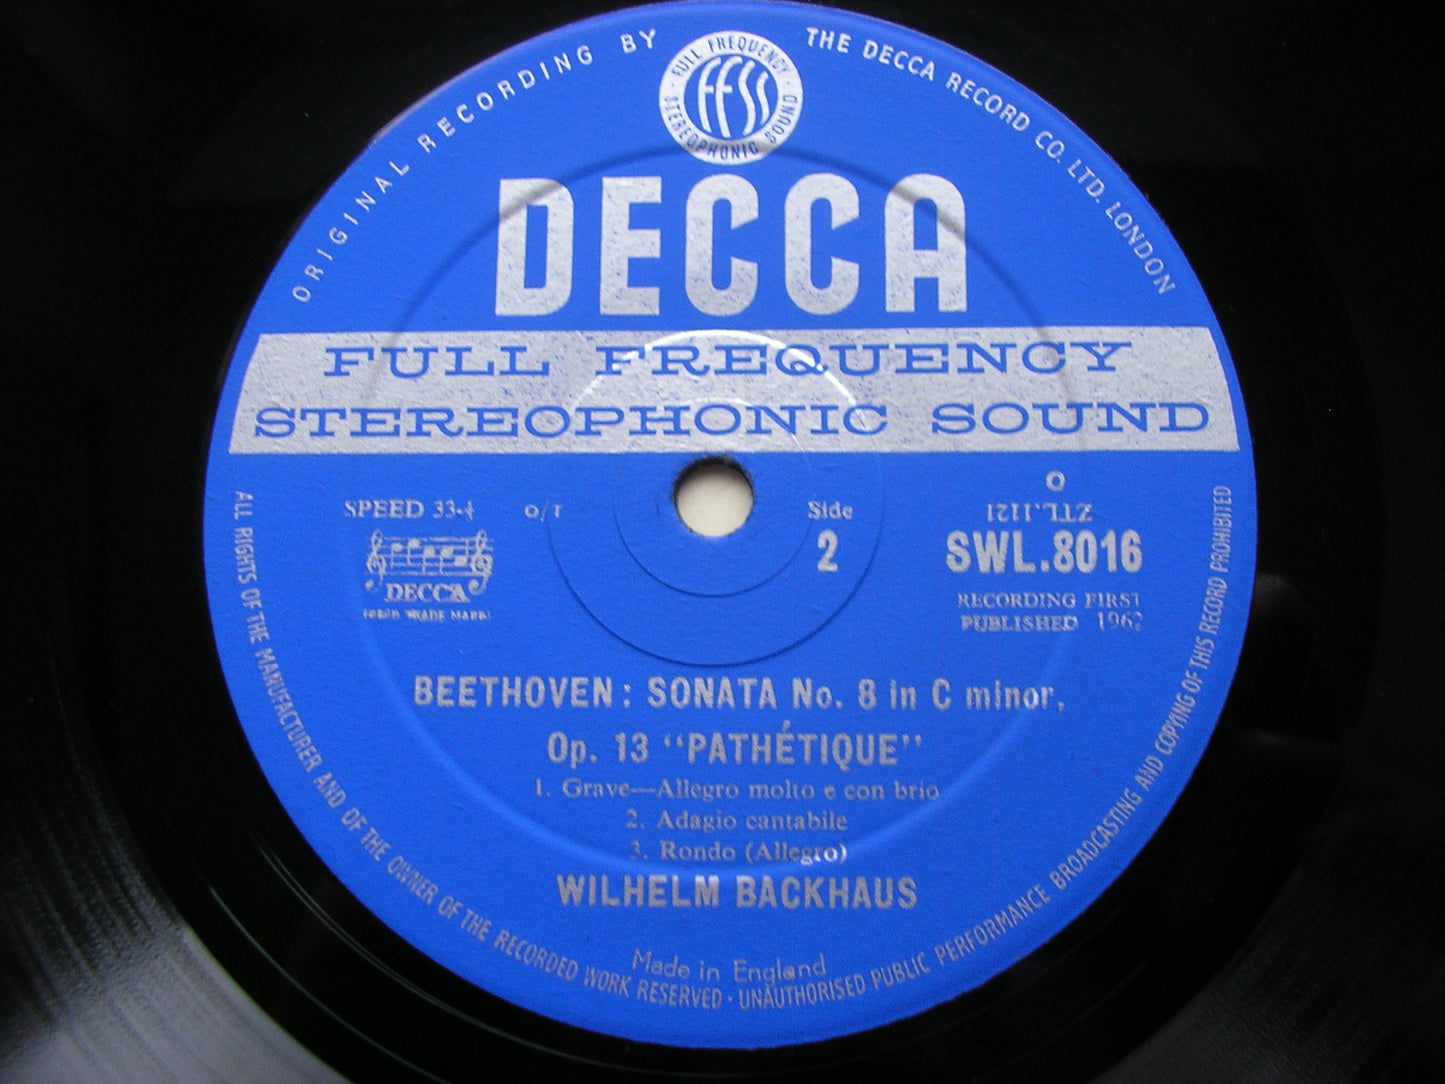 ORIGINAL RECORDING BY THE DECCA RECORD CO. LTD. LONDON
FULL FREQUENCY STEREOPHONIC SOUND
FFSS
DECCA
FULL FREQUENCY
STEREOPHONIC SOUND
SPEED 33⅓
O/T
Side
2
O
ZTL.1121
SWL.8016
RECORDING FIRST
PUBLISHED 1962
DECCA
REGD TRADE MARK
BEETHOVEN: SONATA No. 8 in C minor,
Op. 13 “PATHÉTIQUE”
1. Grave—Allegro molto e con brio
2. Adagio cantabile
3. Rondo (Allegro)
WILHELM BACKHAUS
Made in England
ALL RIGHTS OF THE MANUFACTURER AND OF THE OWNER OF THE RECORDED WORK RESERVED · UNAUTHORISED PUBLIC PERFORMANCE BROADCASTING AND COPYING OF THIS RECORD PROHIBITED